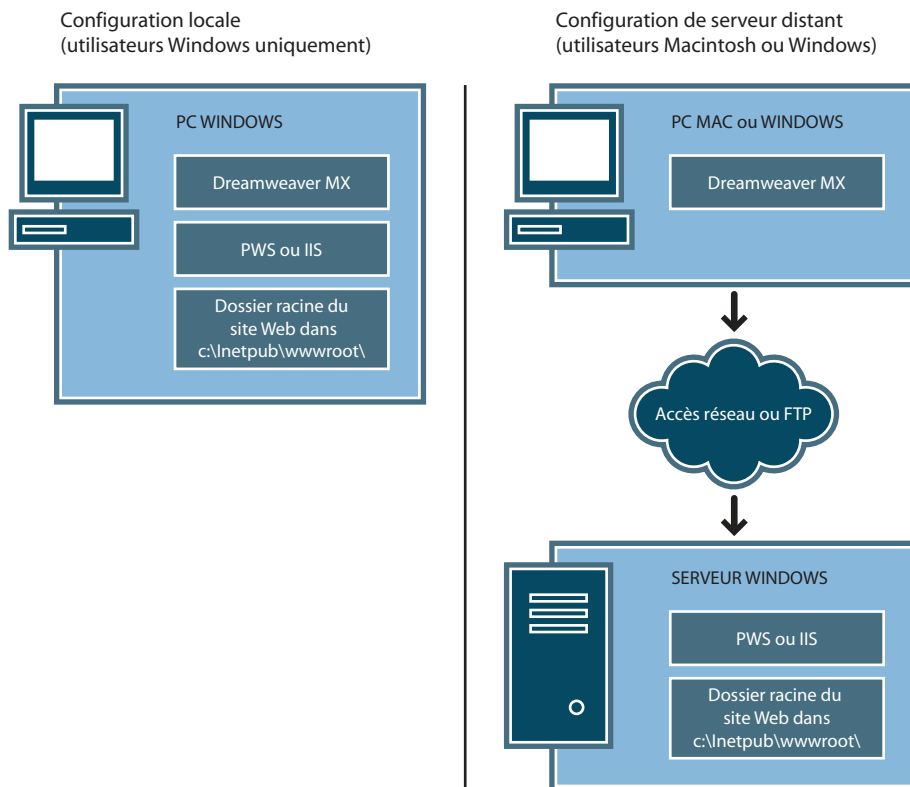 Configuration locale
(utilisateurs Windows uniquement)
PC WINDOWS
Dreamweaver MX
PWS ou IIS
Dossier racine du
site Web dans
c:\Inetpub\wwwroot\
Configuration de serveur distant
(utilisateurs Macintosh ou Windows)
PC MAC ou WINDOWS
Dreamweaver MX
Accès réseau ou FTP
SERVEUR WINDOWS
PWS ou IIS
Dossier racine du
site Web dans
c:\Inetpub\wwwroot\